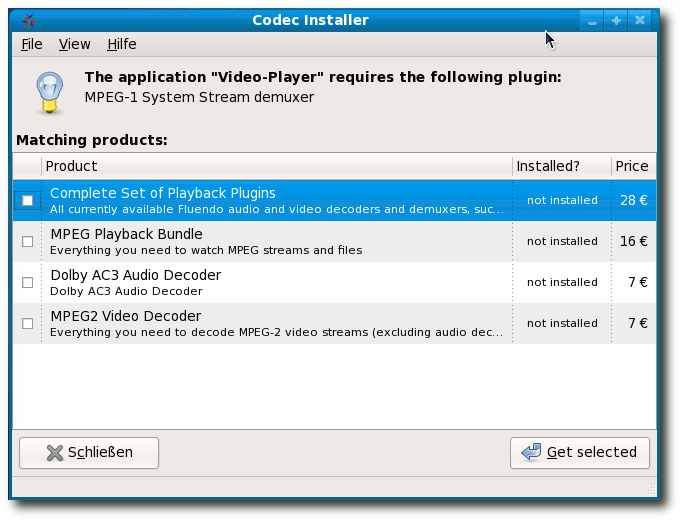 Codec Installer
File View Hilfe
The application "Video-Player" requires the following plugin:
MPEG-1 System Stream demuxer
Matching products:
Product Installed? Price
Complete Set of Playback Plugins
All currently available Fluendo audio and video decoders and demuxers, suc... not installed 28 €
MPEG Playback Bundle
Everything you need to watch MPEG streams and files not installed 16 €
Dolby AC3 Audio Decoder
Dolby AC3 Audio Decoder not installed 7 €
MPEG2 Video Decoder
Everything you need to decode MPEG-2 video streams (excluding audio dec... not installed 7 €
Schließen Get selected